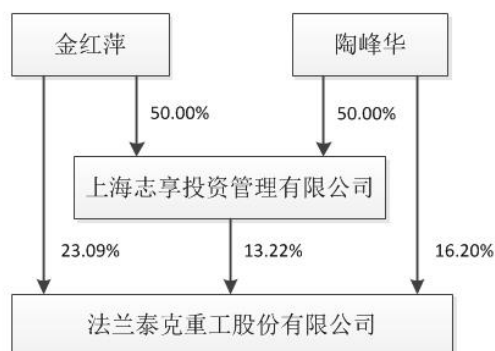 金红萍
陶峰华
50.00%
50.00%
上海志享投资管理有限公司
23.09%
13.22%
16.20%
法兰泰克重工股份有限公司